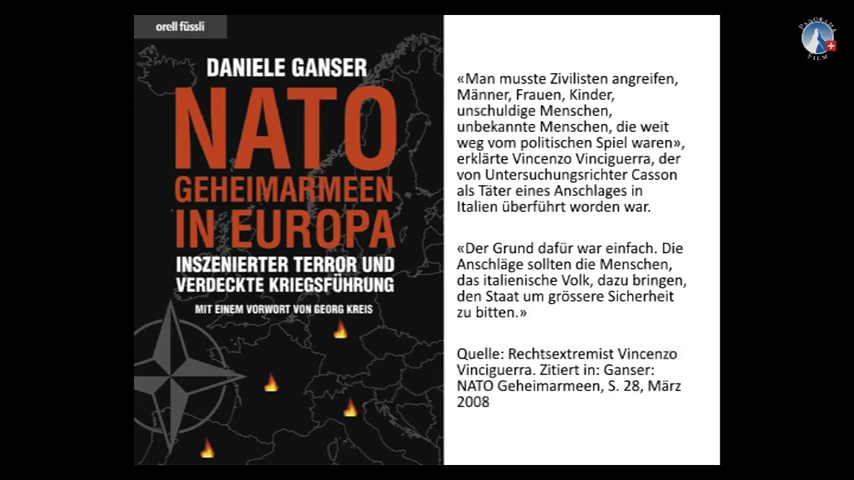 orell füssli
DANIELE GANSER
NATO
GEHEIMARMEEN
IN EUROPA
INSZENIERTER TERROR UND
VERDECKTE KRIEGSFÜHRUNG
MIT EINEM VORWORT VON GEORG KREIS
«Man musste Zivilisten angreifen,
Männer, Frauen, Kinder,
unschuldige Menschen,
unbekannte Menschen, die weit
weg vom politischen Spiel waren»,
erklärte Vincenzo Vinciguerra, der
von Untersuchungsrichter Casson
als Täter eines Anschlages in
Italien überführt worden war.
«Der Grund dafür war einfach. Die
Anschläge sollten die Menschen,
das italienische Volk, dazu bringen,
den Staat um grössere Sicherheit
zu bitten.»
Quelle: Rechtsextremist Vincenzo
Vinciguerra. Zitiert in: Ganser:
NATO Geheimarmeen, S. 28, März
2008
PANORAMA
FILM